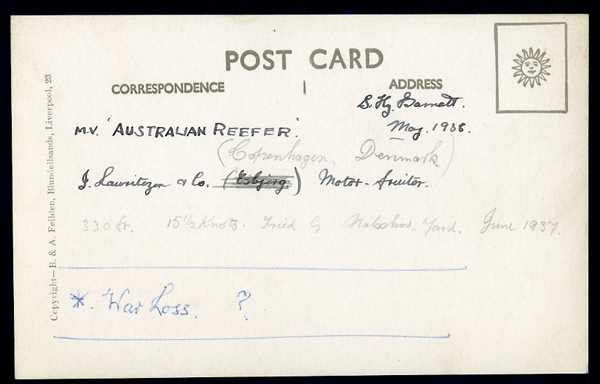 POST CARD
CORRESPONDENCE
ADDRESS
S. Hy. Barnett.
M.V. 'AUSTRALIAN REEFER'.
May. 1938.
(Copenhagen, Denmark)
J. Lauritzen & Co. (Esbjerg) Motor-fruiter.
330 ft. 15½ Knots. by Nakskov. Yard. June 1937.
*. War Loss. ?
Copyright—B. & A. Feilden, Blundellsands, Liverpool, 23